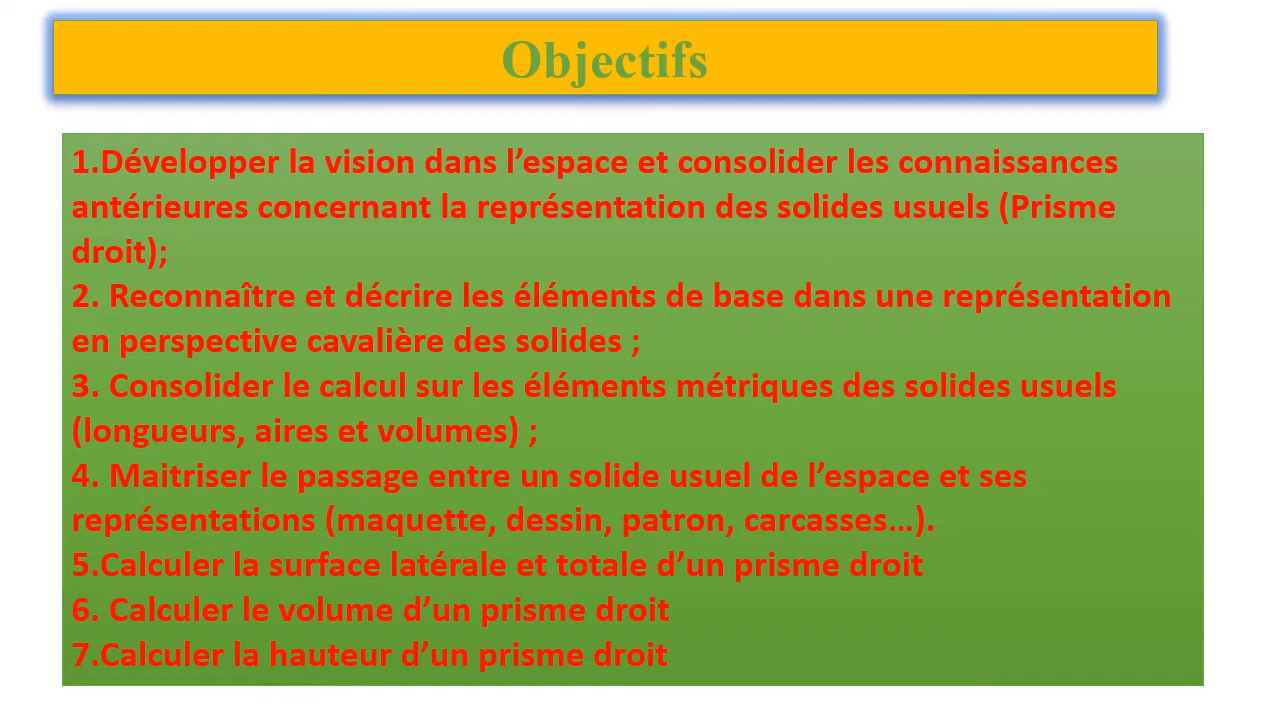 Objectifs
1.Développer la vision dans l’espace et consolider les connaissances
antérieures concernant la représentation des solides usuels (Prisme
droit);
2. Reconnaître et décrire les éléments de base dans une représentation
en perspective cavalière des solides ;
3. Consolider le calcul sur les éléments métriques des solides usuels
(longueurs, aires et volumes) ;
4. Maitriser le passage entre un solide usuel de l’espace et ses
représentations (maquette, dessin, patron, carcasses…).
5.Calculer la surface latérale et totale d’un prisme droit
6. Calculer le volume d’un prisme droit
7.Calculer la hauteur d’un prisme droit